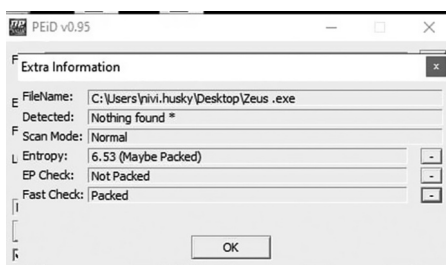 PEiD v0.95
Extra Information
x
FileName: C:\Users\nivi.husky\Desktop\Zeus .exe
Detected: Nothing found *
Scan Mode: Normal
Entropy: 6.53 (Maybe Packed)
-
EP Check: Not Packed
-
Fast Check: Packed
-
OK